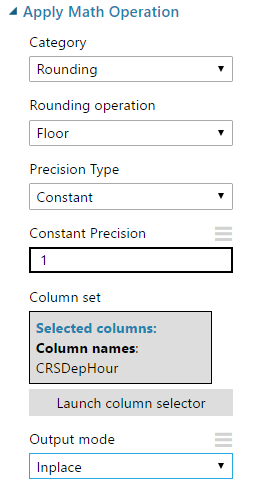 Apply Math Operation
Category
Rounding
Rounding operation
Floor
Precision Type
Constant
Constant Precision
1
Column set
Selected columns:
Column names:
CRSDepHour
Launch column selector
Output mode
Inplace